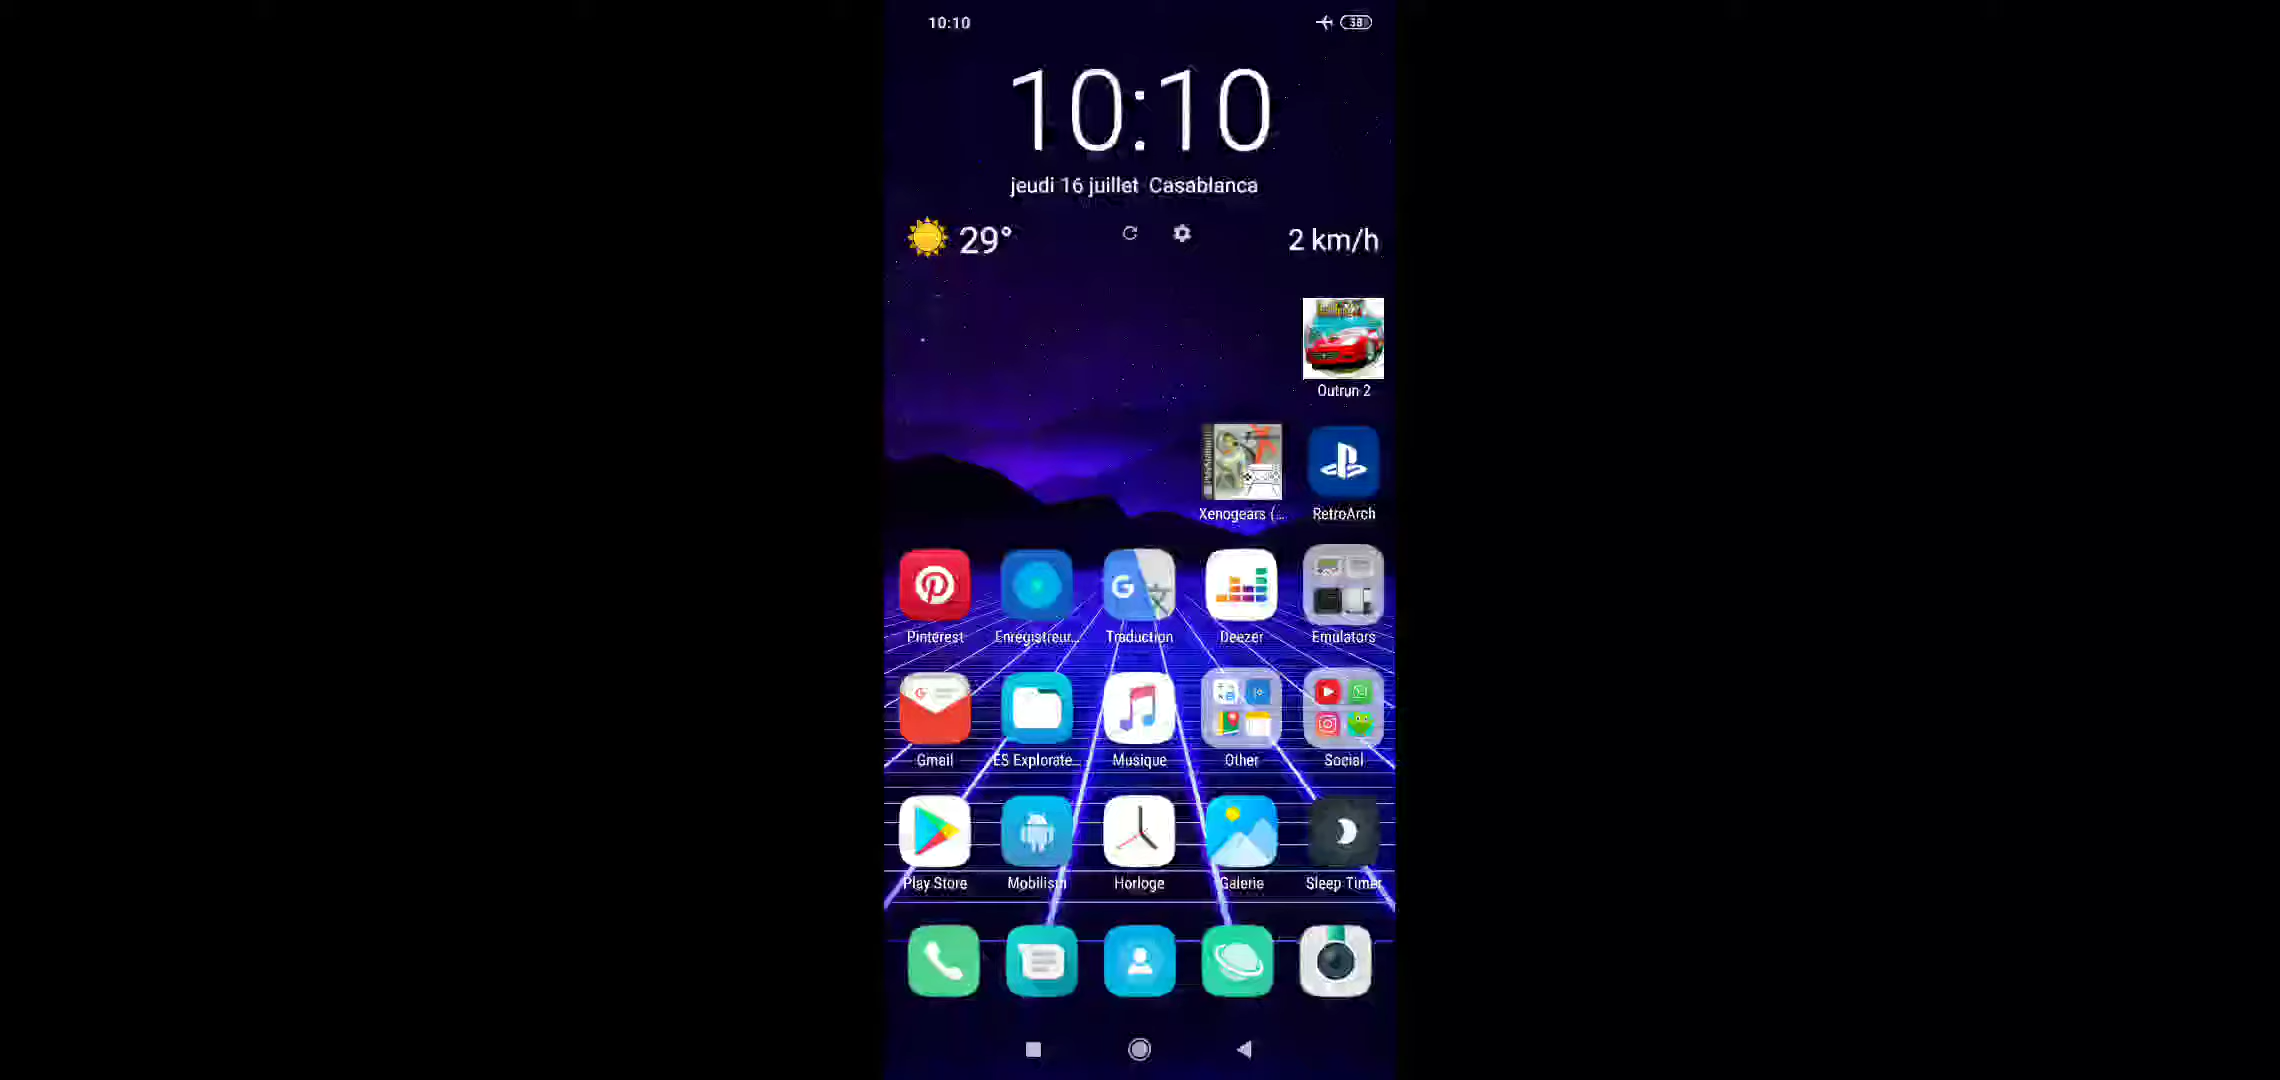 10:10
38
10:10
jeudi 16 juillet Casablanca
29°
2 km/h
Outrun 2
Xenogears (...
RetroArch
Pinterest
Enregistreur...
Traduction
Deezer
Emulators
Gmail
ES Explorate...
Musique
Other
Social
Play Store
Mobilism
Horloge
Galerie
Sleep Timer